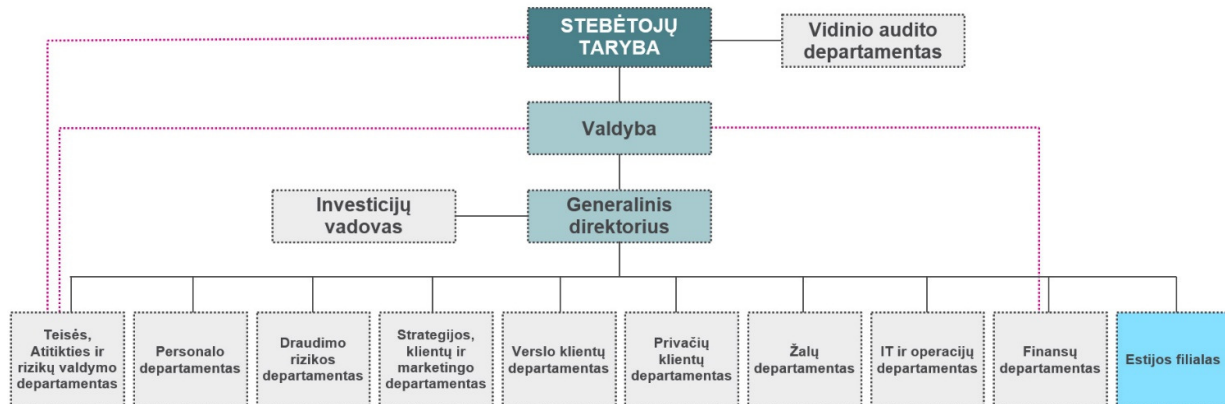 STEBĖTOJŲ
TARYBA
Vidinio audito
departamentas
Valdyba
Investicijų
vadovas
Generalinis
direktorius
Teisės,
Atitikties ir
rizikų valdymo
departamentas
Personalo
departamentas
Draudimo
rizikos
departamentas
Strategijos,
klientų ir
marketingo
departamentas
Verslo klientų
departamentas
Privačių
klientų
departamentas
Žalų
departamentas
IT ir operacijų
departamentas
Finansų
departamentas
Estijos filialas